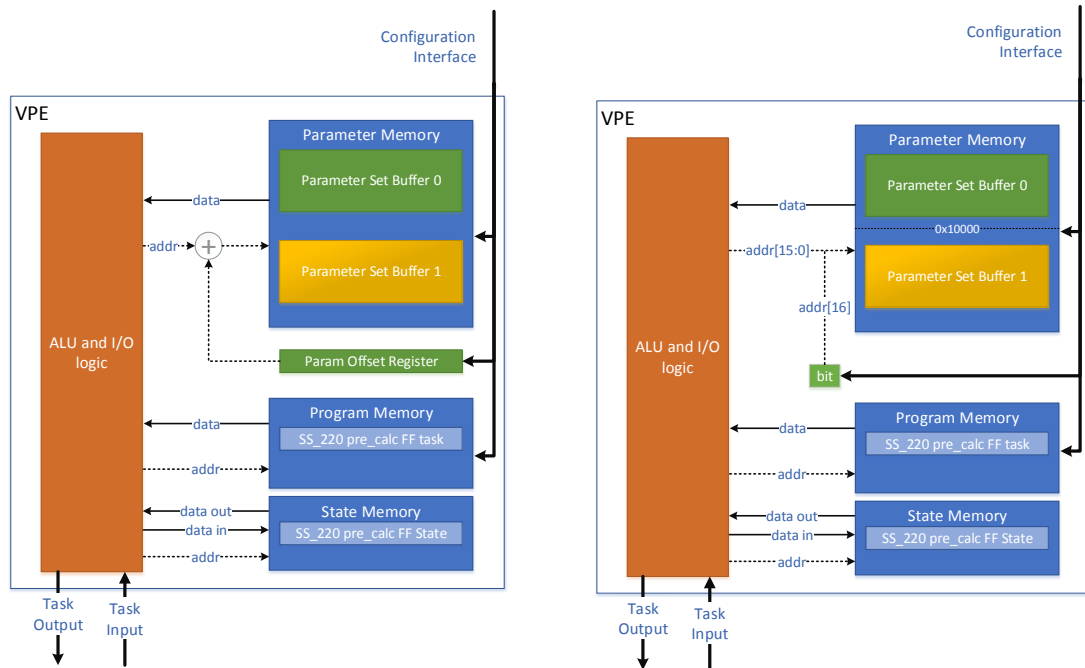 Configuration
Interface
VPE
Parameter Memory
Parameter Set Buffer 0
data
addr
+
Parameter Set Buffer 1
ALU and I/O
logic
Param Offset Register
Program Memory
data
SS_220 pre_calc FF task
addr
State Memory
data out
data in
SS_220 pre_calc FF State
addr
Task
Output
Task
Input
Configuration
Interface
VPE
Parameter Memory
Parameter Set Buffer 0
data
0x10000
addr[15:0]
Parameter Set Buffer 1
addr[16]
ALU and I/O
logic
bit
Program Memory
data
SS_220 pre_calc FF task
addr
State Memory
data out
data in
SS_220 pre_calc FF State
addr
Task
Output
Task
Input